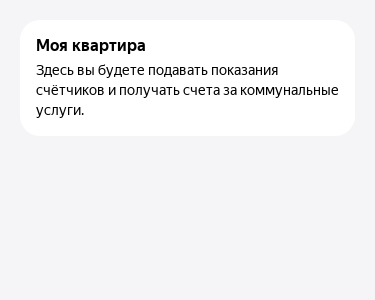 Моя квартира
Здесь вы будете подавать показания
счётчиков и получать счета за коммунальные
услуги.